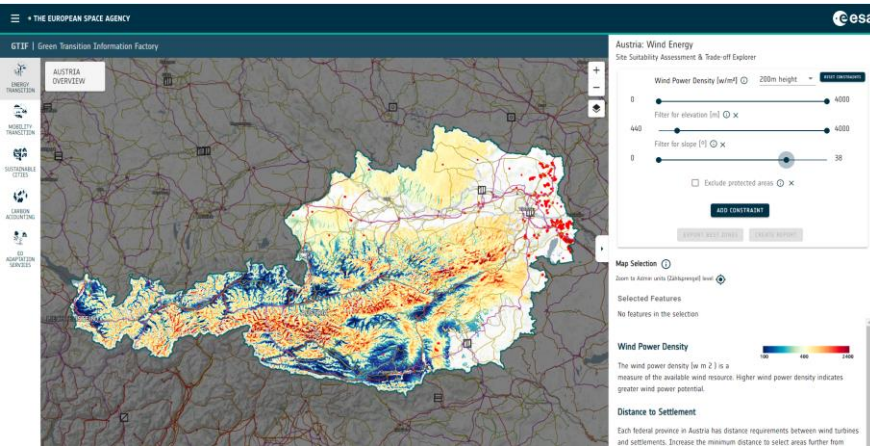 THE EUROPEAN SPACE AGENCY
esa
GTIF | Green Transition Information Factory
ENERGY
TRANSITION
MOBILITY
TRANSITION
SUSTAINABLE
CITIES
CARBON
ACCOUNTING
EO
ADAPTATION
SERVICES
AUSTRIA
OVERVIEW
+
−
Austria: Wind Energy
Site Suitability Assessment & Trade-off Explorer
Wind Power Density [w/m²]
200m height
RESET CONSTRAINTS
0 4000
Filter for elevation [m]
440 4000
Filter for slope [°]
0 38
Exclude protected areas
ADD CONSTRAINT
EXPORT BEST ZONES CREATE REPORT
Map Selection
Zoom to Admin units (Zählsprengel) level
Selected Features
No features in the selection
Wind Power Density
100 400 2400
The wind power density [w m 2 ) is a
measure of the available wind resource. Higher wind power density indicates
greater wind power potential.
Distance to Settlement
Each federal province in Austria has distance requirements between wind turbines
and settlements. Increase the minimum distance to select areas further from